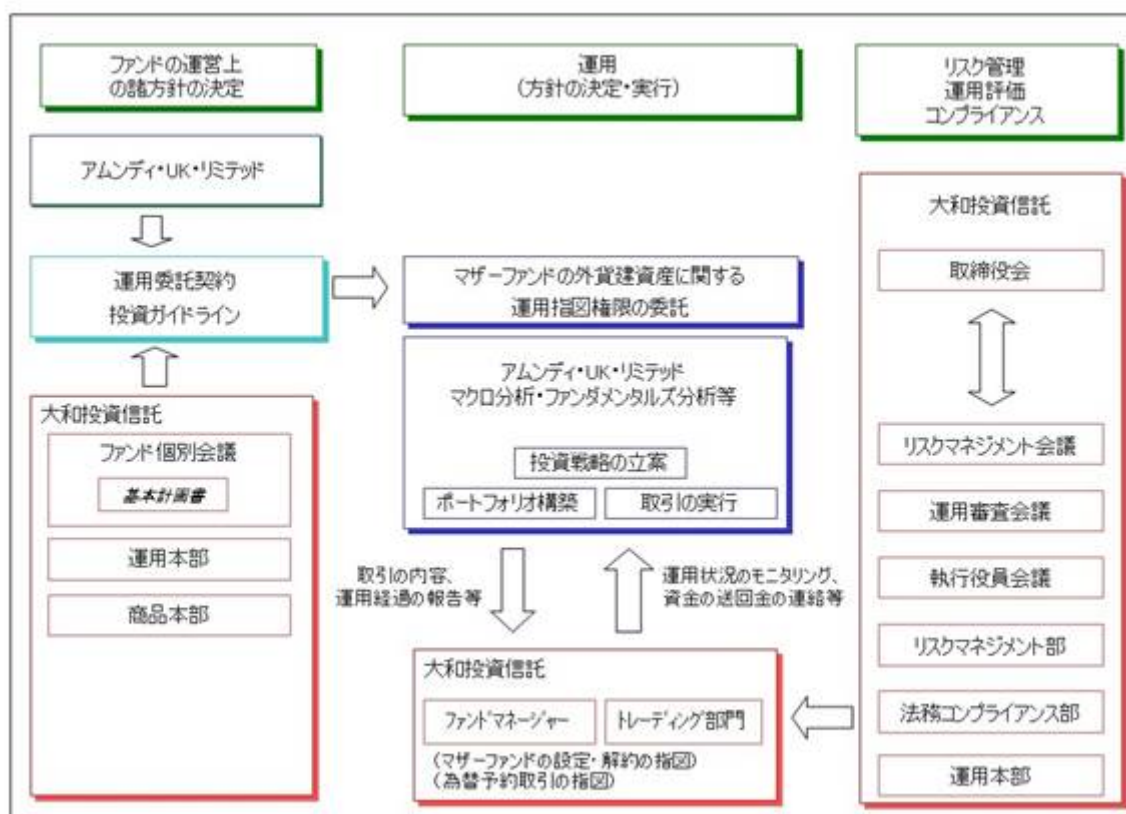 ファンドの運営上
の諸方針の決定
運用
(方針の決定・実行)
リスク管理
運用評価
コンプライアンス
アムンディ・UK・リミテッド
運用委託契約
投資ガイドライン
大和投資信託
ファンド個別会議
基本計画書
運用本部
商品本部
マザーファンドの外貨建資産に関する
運用指図権限の委託
アムンディ・UK・リミテッド
マクロ分析・ファンダメンタルズ分析等
投資戦略の立案
ポートフォリオ構築
取引の実行
取引の内容、
運用経過の報告等
運用状況のモニタリング、
資金の送回金の連絡等
大和投資信託
ファンドマネージャー
トレーディング部門
(マザーファンドの設定・解約の指図)
(為替予約取引の指図)
大和投資信託
取締役会
リスクマネジメント会議
運用審査会議
執行役員会議
リスクマネジメント部
法務コンプライアンス部
運用本部